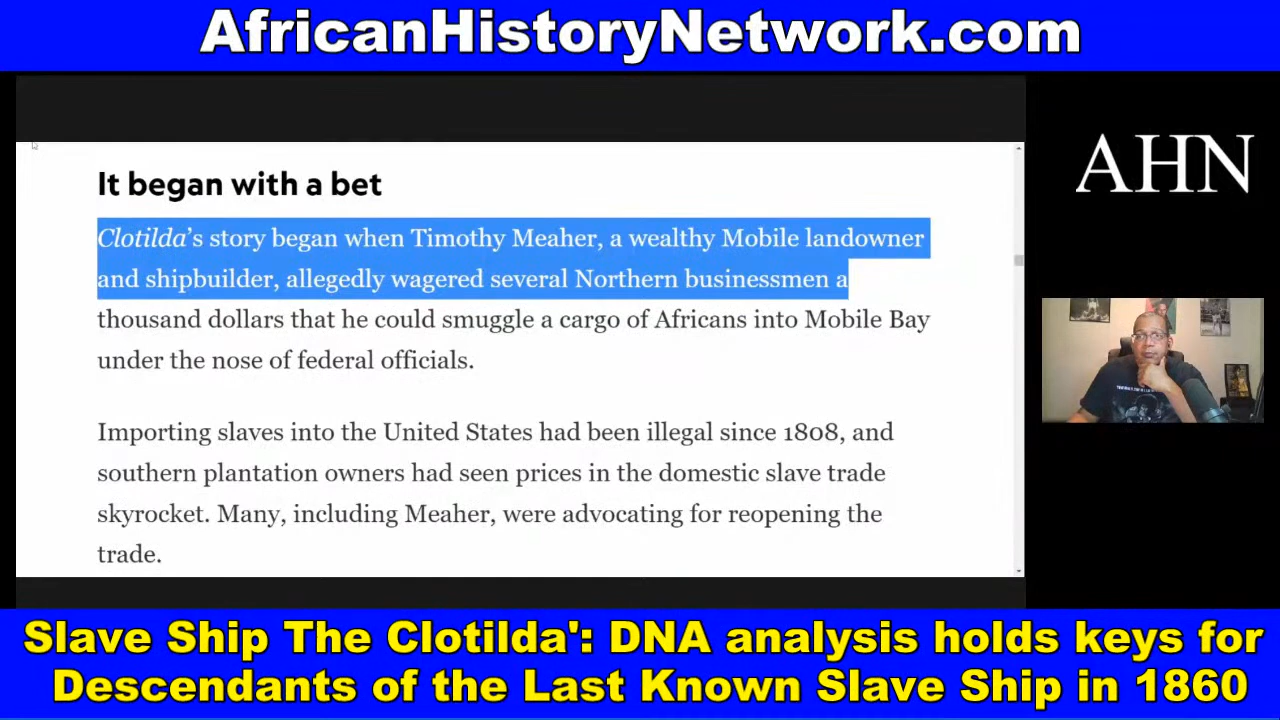 AfricanHistoryNetwork.com
AHN
It began with a bet
Clotilda’s story began when Timothy Meaher, a wealthy Mobile landowner
and shipbuilder, allegedly wagered several Northern businessmen a
thousand dollars that he could smuggle a cargo of Africans into Mobile Bay
under the nose of federal officials.
Importing slaves into the United States had been illegal since 1808, and
southern plantation owners had seen prices in the domestic slave trade
skyrocket. Many, including Meaher, were advocating for reopening the
trade.
Slave Ship The Clotilda': DNA analysis holds keys for
Descendants of the Last Known Slave Ship in 1860